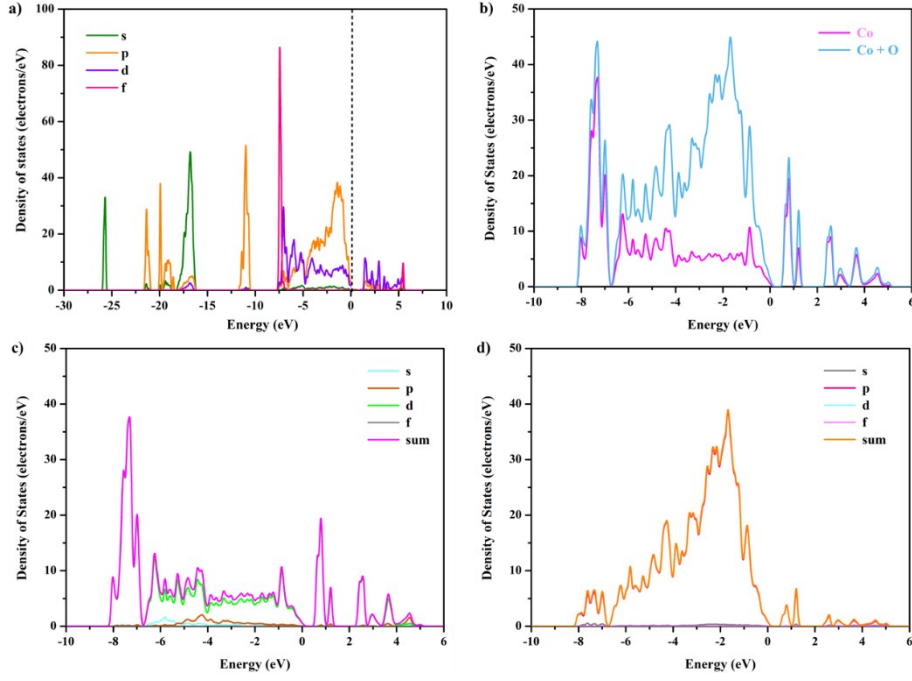 a)
s
p
d
f
Density of states (electrons/eV)
100
80
60
40
20
0
-30 -25 -20 -15 -10 -5 0 5 10
Energy (eV)
b)
Co
Co + O
Density of States (electrons/eV)
50
40
30
20
10
0
-10 -8 -6 -4 -2 0 2 4 6
Energy (eV)
c)
s
p
d
f
sum
Density of States (electrons/eV)
50
40
30
20
10
0
-10 -8 -6 -4 -2 0 2 4 6
Energy (eV)
d)
s
p
d
f
sum
Density of States (electrons/eV)
50
40
30
20
10
0
-10 -8 -6 -4 -2 0 2 4 6
Energy (eV)